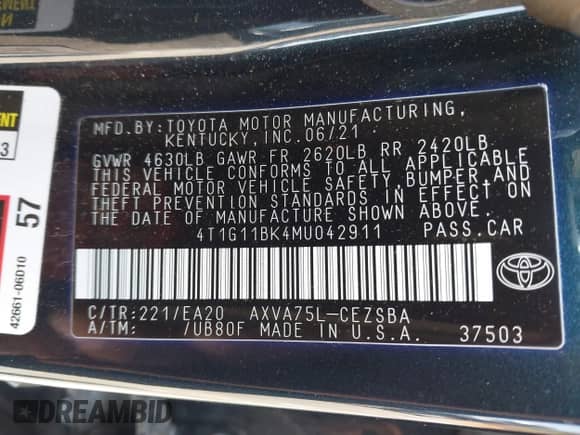 MFD.BY:TOYOTA MOTOR MANUFACTURING,
KENTUCKY,INC.06/21
GVWR 4630LB GAWR FR 2620LB RR 2420LB
THIS VEHICLE CONFORMS TO ALL APPLICABLE
FEDERAL MOTOR VEHICLE SAFETY,BUMPER,AND
THEFT PREVENTION STANDARDS IN EFFECT ON
THE DATE OF MANUFACTURE SHOWN ABOVE.
4T1G11BK4MU042911 PASS.CAR
C/TR:221/EA20 AXVA75L-CEZSBA
A/TM: /UB80F MADE IN U.S.A. 37503
57
42661-06D10
DREAMBID